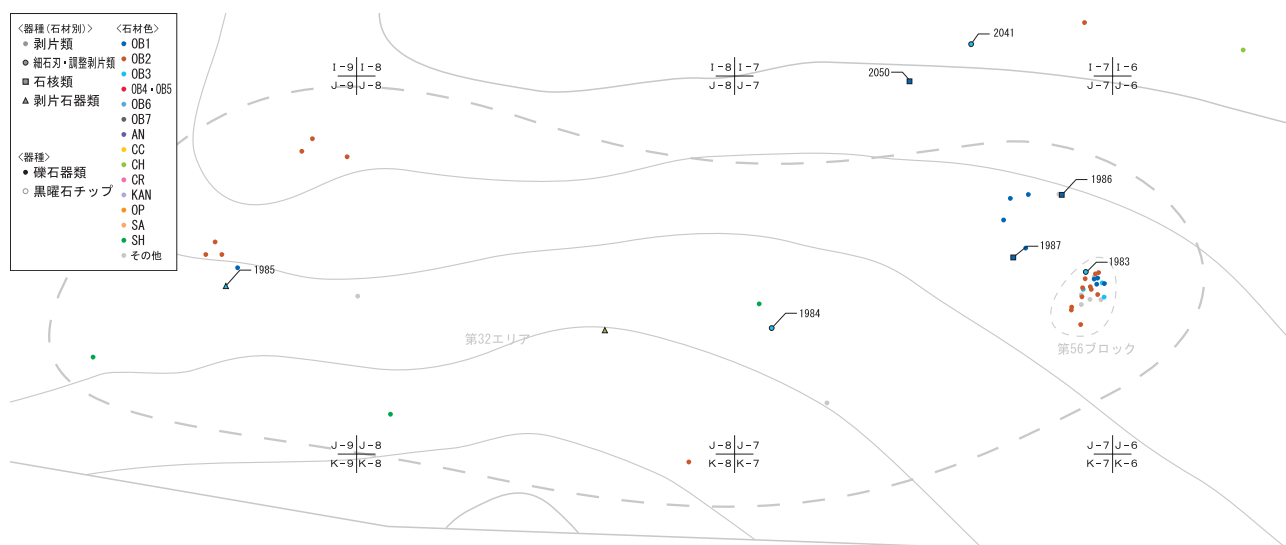 〈器種(石材別)〉
剥片類
細石刃・調整剥片類
石核類
剥片石器類
〈器種〉
礫石器類
黒曜石チップ
〈石材色〉
OB1
OB2
OB3
OB4・OB5
OB6
OB7
AN
CC
CH
CR
KAN
OP
SA
SH
その他
2041
I-9 I-8
J-9 J-8
I-8 I-7
J-8 J-7
2050
I-7 I-6
J-7 J-6
1986
1987
1985
1983
1984
第32エリア
第56ブロック
J-9 J-8
K-9 K-8
J-8 J-7
K-8 K-7
J-7 J-6
K-7 K-6